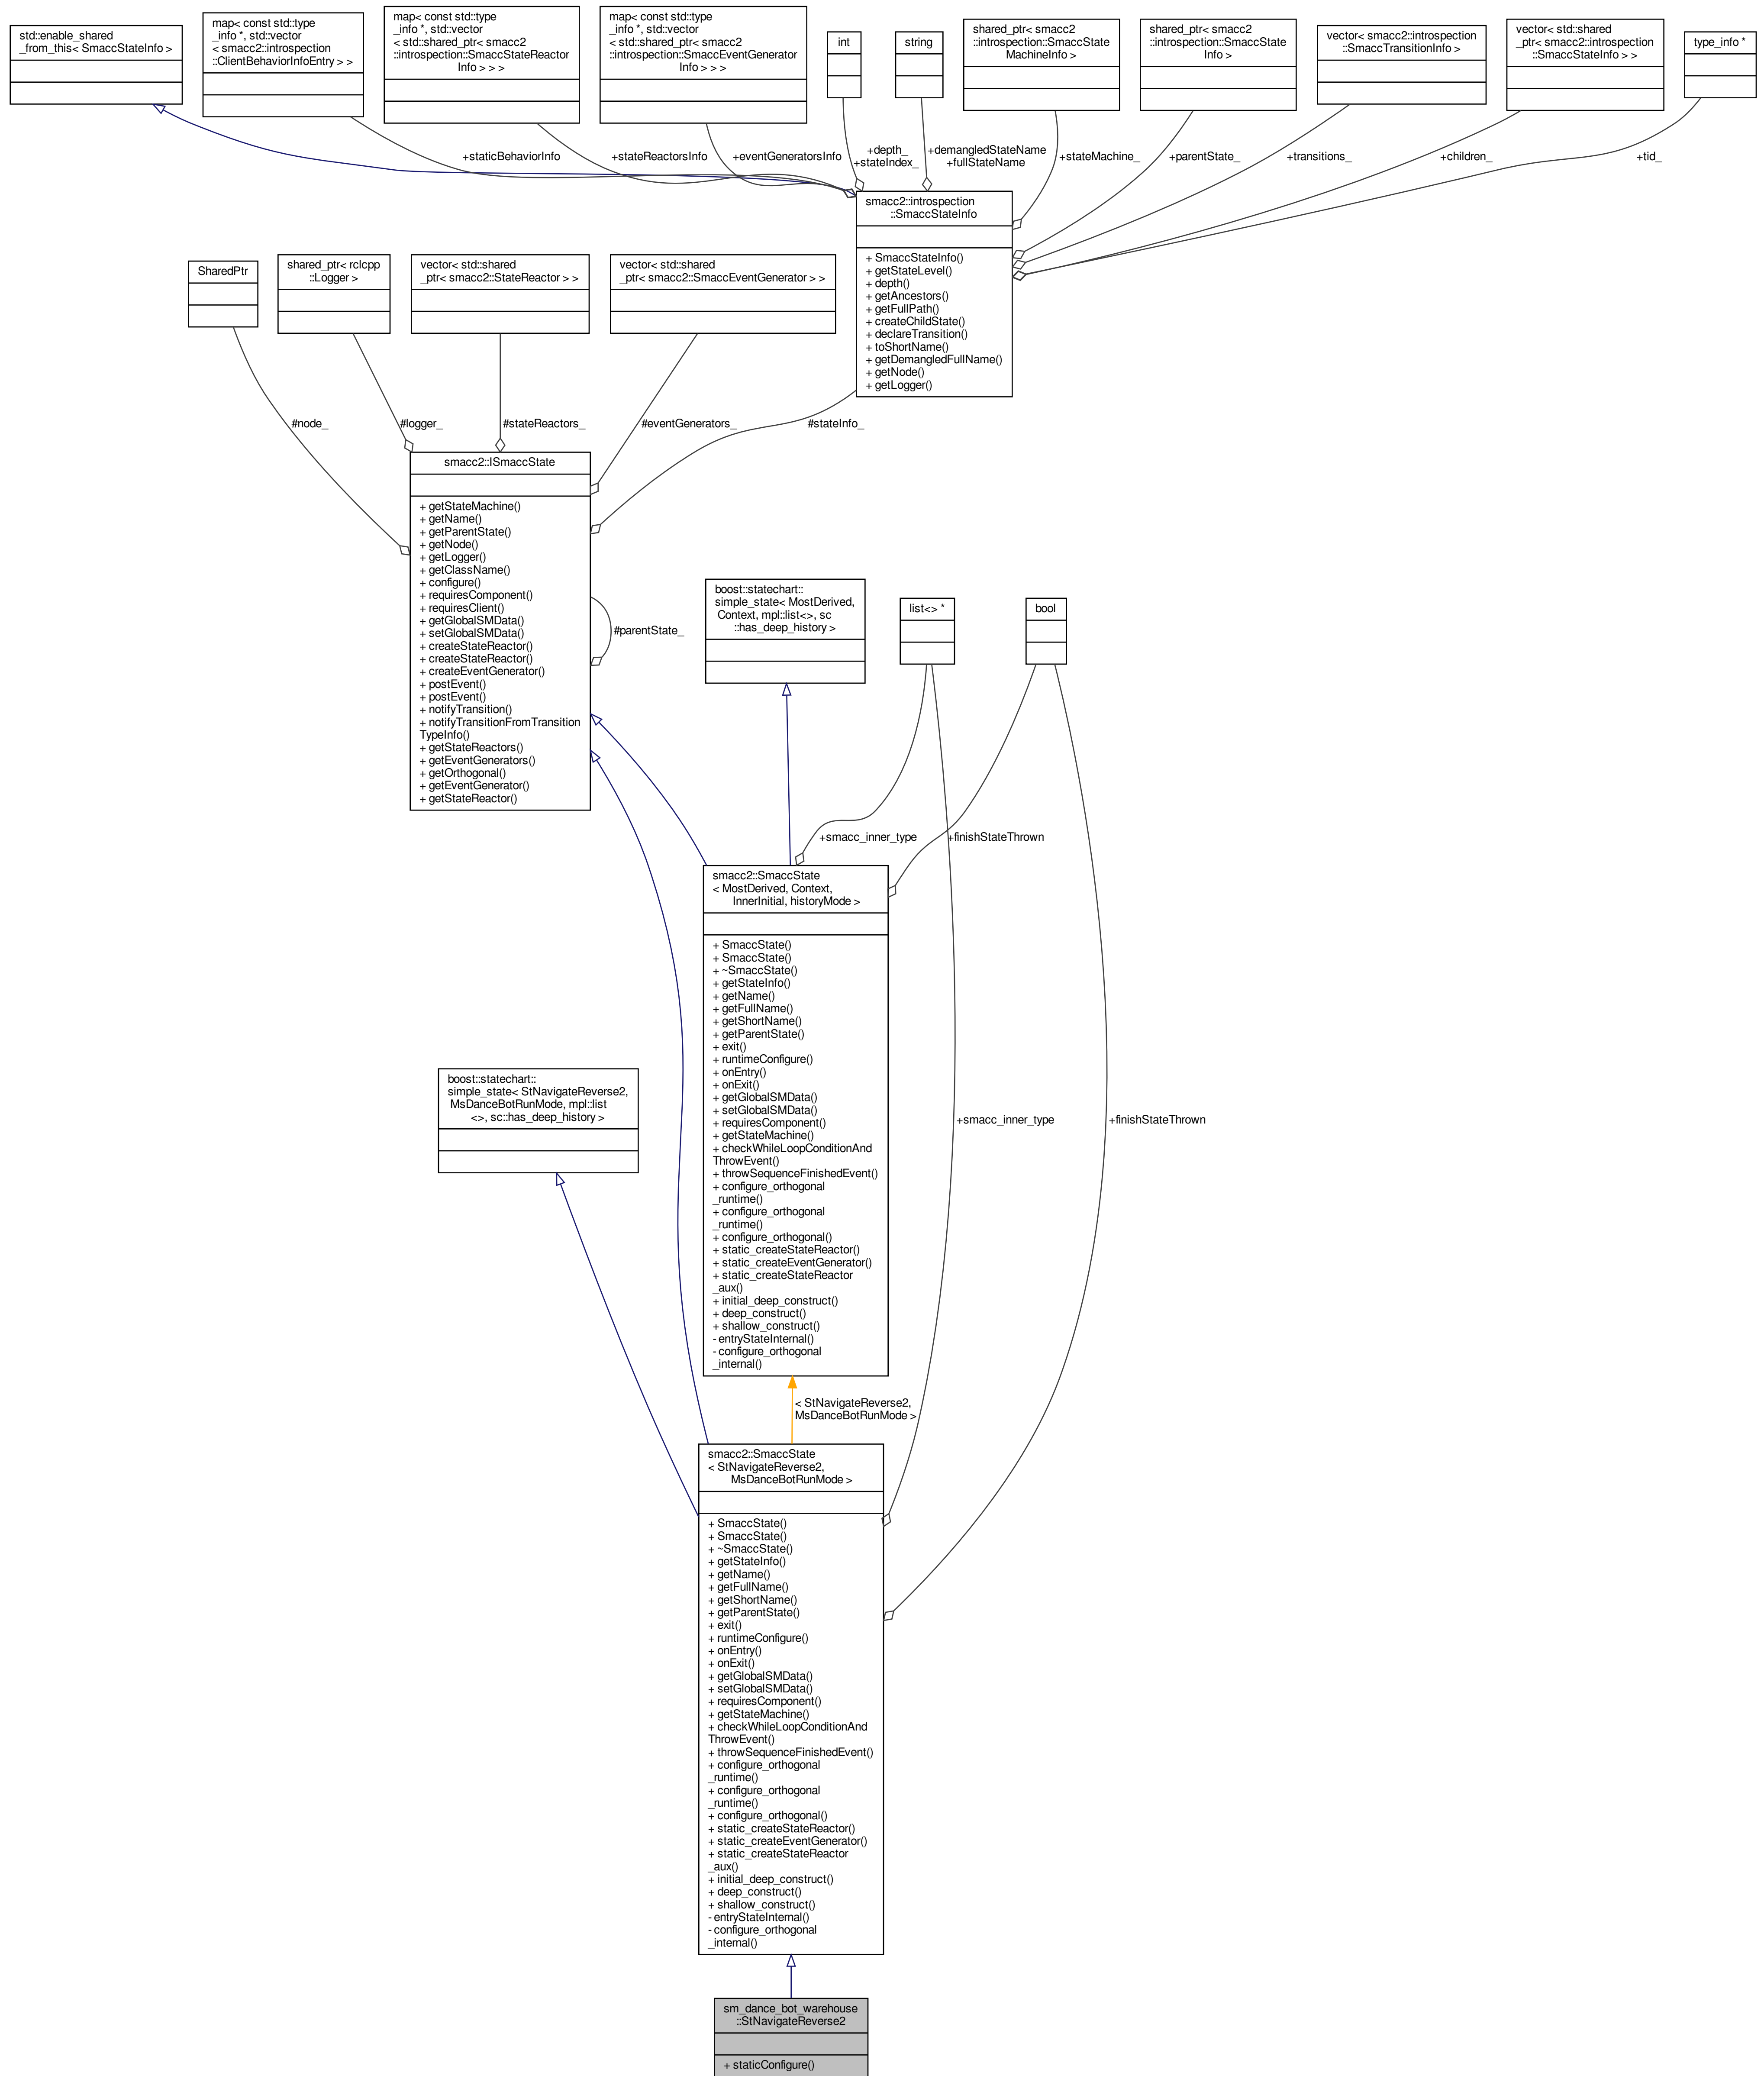 std::enable_shared
_from_this< SmaccStateInfo >
map< const std::type
_info *, std::vector
< smacc2::introspection
::ClientBehaviorInfoEntry > >
map< const std::type
_info *, std::vector
< std::shared_ptr< smacc2
::introspection::SmaccStateReactor
Info > > >
map< const std::type
_info *, std::vector
< std::shared_ptr< smacc2
::introspection::SmaccEventGenerator
Info > > >
int
string
shared_ptr< smacc2
::introspection::SmaccState
MachineInfo >
shared_ptr< smacc2
::introspection::SmaccState
Info >
vector< smacc2::introspection
::SmaccTransitionInfo >
vector< std::shared
_ptr< smacc2::introspection
::SmaccStateInfo > >
type_info *
+staticBehaviorInfo
+stateReactorsInfo
+eventGeneratorsInfo
+depth_
+stateIndex_
+demangledStateName
+fullStateName
+stateMachine_
+parentState_
+transitions_
+children_
+tid_
smacc2::introspection
::SmaccStateInfo
+ SmaccStateInfo()
+ getStateLevel()
+ depth()
+ getAncestors()
+ getFullPath()
+ createChildState()
+ declareTransition()
+ toShortName()
+ getDemangledFullName()
+ getNode()
+ getLogger()
SharedPtr
shared_ptr< rclcpp
::Logger >
vector< std::shared
_ptr< smacc2::StateReactor > >
vector< std::shared
_ptr< smacc2::SmaccEventGenerator > >
#node_
#logger_
#stateReactors_
#eventGenerators_
#stateInfo_
smacc2::ISmaccState
+ getStateMachine()
+ getName()
+ getParentState()
+ getNode()
+ getLogger()
+ getClassName()
+ configure()
+ requiresComponent()
+ requiresClient()
+ getGlobalSMData()
+ setGlobalSMData()
+ createStateReactor()
+ createStateReactor()
+ createEventGenerator()
+ postEvent()
+ postEvent()
+ notifyTransition()
+ notifyTransitionFromTransition
TypeInfo()
+ getStateReactors()
+ getEventGenerators()
+ getOrthogonal()
+ getEventGenerator()
+ getStateReactor()
#parentState_
boost::statechart::
simple_state< MostDerived,
Context, mpl::list<>, sc
::has_deep_history >
list<> *
bool
+smacc_inner_type
+finishStateThrown
smacc2::SmaccState
< MostDerived, Context,
InnerInitial, historyMode >
+ SmaccState()
+ SmaccState()
+ ~SmaccState()
+ getStateInfo()
+ getName()
+ getFullName()
+ getShortName()
+ getParentState()
+ exit()
+ runtimeConfigure()
+ onEntry()
+ onExit()
+ getGlobalSMData()
+ setGlobalSMData()
+ requiresComponent()
+ getStateMachine()
+ checkWhileLoopConditionAnd
ThrowEvent()
+ throwSequenceFinishedEvent()
+ configure_orthogonal
_runtime()
+ configure_orthogonal
_runtime()
+ configure_orthogonal()
+ static_createStateReactor()
+ static_createEventGenerator()
+ static_createStateReactor
_aux()
+ initial_deep_construct()
+ deep_construct()
+ shallow_construct()
- entryStateInternal()
- configure_orthogonal
_internal()
boost::statechart::
simple_state< StNavigateReverse2,
MsDanceBotRunMode, mpl::list
<>, sc::has_deep_history >
+smacc_inner_type
+finishStateThrown
< StNavigateReverse2,
MsDanceBotRunMode >
smacc2::SmaccState
< StNavigateReverse2,
MsDanceBotRunMode >
+ SmaccState()
+ SmaccState()
+ ~SmaccState()
+ getStateInfo()
+ getName()
+ getFullName()
+ getShortName()
+ getParentState()
+ exit()
+ runtimeConfigure()
+ onEntry()
+ onExit()
+ getGlobalSMData()
+ setGlobalSMData()
+ requiresComponent()
+ getStateMachine()
+ checkWhileLoopConditionAnd
ThrowEvent()
+ throwSequenceFinishedEvent()
+ configure_orthogonal
_runtime()
+ configure_orthogonal
_runtime()
+ configure_orthogonal()
+ static_createStateReactor()
+ static_createEventGenerator()
+ static_createStateReactor
_aux()
+ initial_deep_construct()
+ deep_construct()
+ shallow_construct()
- entryStateInternal()
- configure_orthogonal
_internal()
sm_dance_bot_warehouse
::StNavigateReverse2
+ staticConfigure()